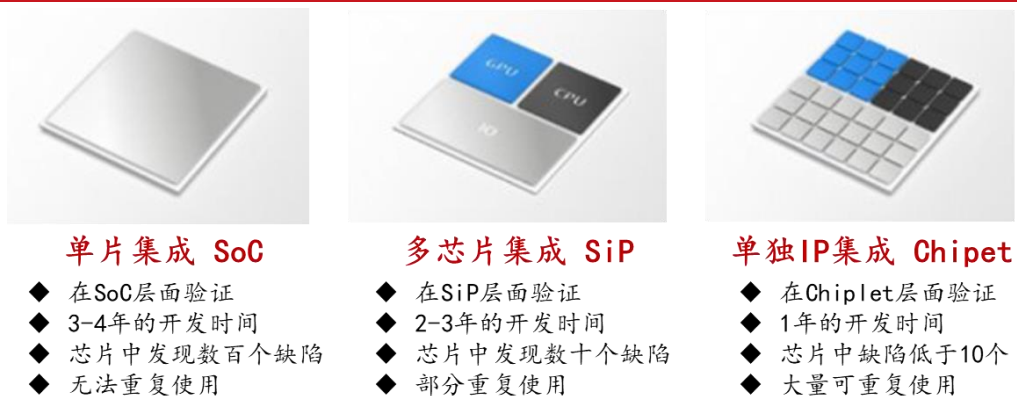 GPU
CPU
IO
单片集成 SoC
在SoC层面验证
3-4年的开发时间
芯片中发现数百个缺陷
无法重复使用
多芯片集成 SiP
在SiP层面验证
2-3年的开发时间
芯片中发现数十个缺陷
部分重复使用
单独IP集成 Chipet
在Chiplet层面验证
1年的开发时间
芯片中缺陷低于10个
大量可重复使用